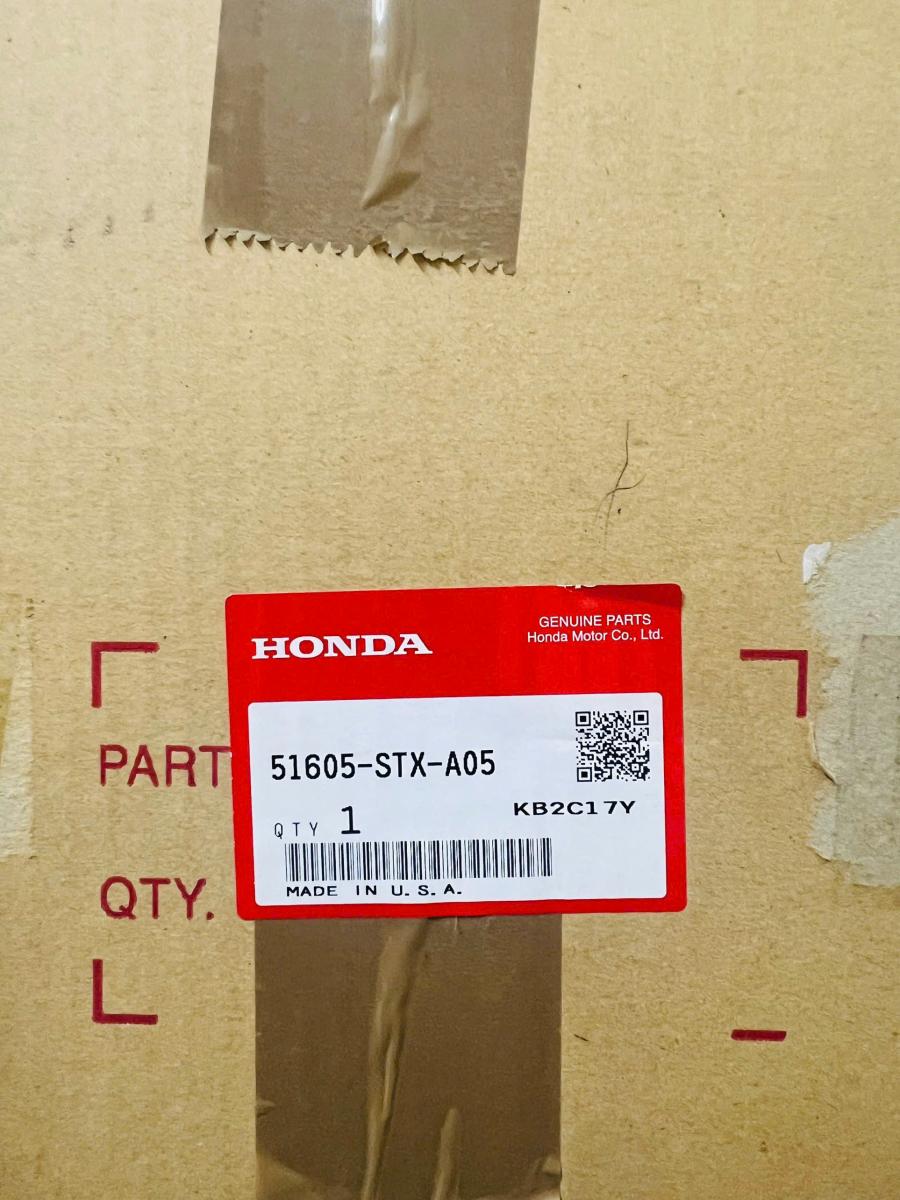 HONDA
GENUINE PARTS
Honda Motor Co., Ltd.
PART
51605-STX-A05
KB2C17Y
QTY 1
MADE IN U.S.A.
QTY.